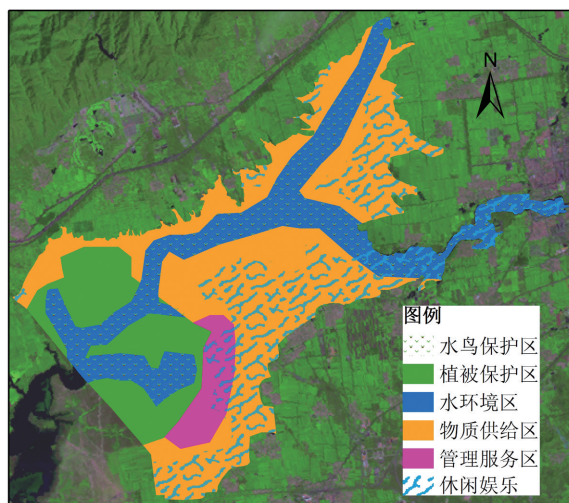 N
图例
水鸟保护区
植被保护区
水环境区
物质供给区
管理服务区
休闲娱乐